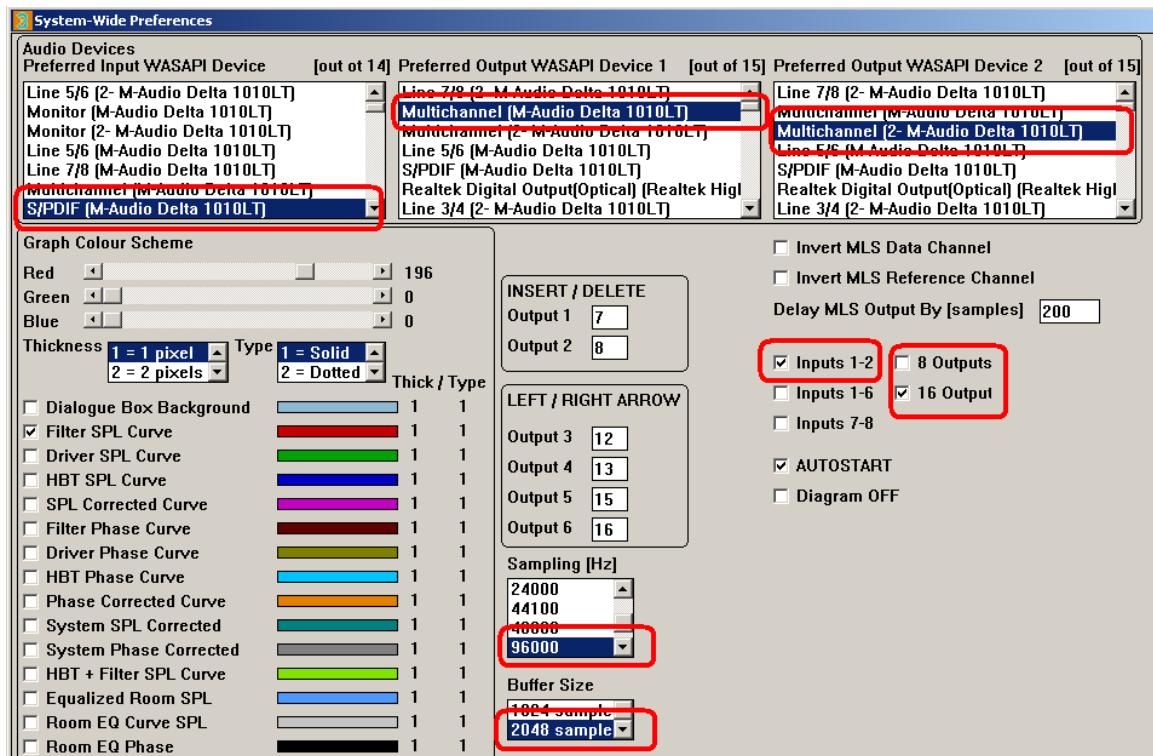 System-Wide Preferences
Audio Devices
Preferred Input WASAPI Device [out ot 14]
Preferred Output WASAPI Device 1 [out of 15]
Preferred Output WASAPI Device 2 [out of 15]
Line 5/6 (2- M-Audio Delta 1010LT)
Monitor (M-Audio Delta 1010LT)
Monitor (2- M-Audio Delta 1010LT)
Line 5/6 (M-Audio Delta 1010LT)
Line 7/8 (M-Audio Delta 1010LT)
Multichannel (M-Audio Delta 1010LT)
S/PDIF (M-Audio Delta 1010LT)
Line 7/8 (2- M-Audio Delta 1010LT)
Multichannel (M-Audio Delta 1010LT)
Multichannel (2- M-Audio Delta 1010LT)
Line 5/6 (M-Audio Delta 1010LT)
S/PDIF (M-Audio Delta 1010LT)
Realtek Digital Output(Optical) (Realtek Higl
Line 3/4 (2- M-Audio Delta 1010LT)
Line 7/8 (2- M-Audio Delta 1010LT)
Multichannel (M-Audio Delta 1010LT)
Multichannel (2- M-Audio Delta 1010LT)
Line 5/6 (M-Audio Delta 1010LT)
S/PDIF (M-Audio Delta 1010LT)
Realtek Digital Output(Optical) (Realtek Higl
Line 3/4 (2- M-Audio Delta 1010LT)
Graph Colour Scheme
Red 196
Green 0
Blue 0
Thickness 1 = 1 pixel
2 = 2 pixels
Type 1 = Solid
2 = Dotted
Thick / Type
Dialogue Box Background 1 1
Filter SPL Curve 1 1
Driver SPL Curve 1 1
HBT SPL Curve 1 1
SPL Corrected Curve 1 1
Filter Phase Curve 1 1
Driver Phase Curve 1 1
HBT Phase Curve 1 1
Phase Corrected Curve 1 1
System SPL Corrected 1 1
System Phase Corrected 1 1
HBT + Filter SPL Curve 1 1
Equalized Room SPL 1 1
Room EQ Curve SPL 1 1
Room EQ Phase 1 1
INSERT / DELETE
Output 1 7
Output 2 8
LEFT / RIGHT ARROW
Output 3 12
Output 4 13
Output 5 15
Output 6 16
Sampling [Hz]
24000
44100
48000
96000
Buffer Size
1024 sample
2048 sample
Invert MLS Data Channel
Invert MLS Reference Channel
Delay MLS Output By [samples] 200
Inputs 1-2
Inputs 1-6
Inputs 7-8
8 Outputs
16 Output
AUTOSTART
Diagram OFF